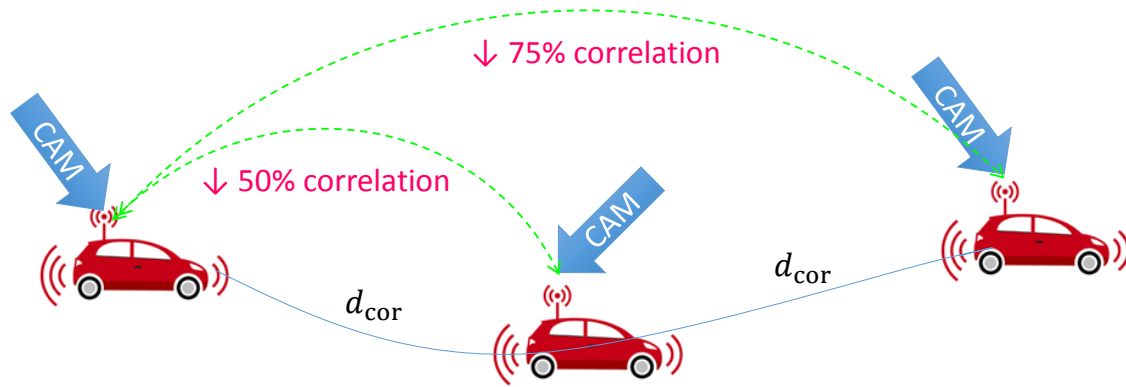 ↓ 75% correlation
CAM
CAM
↓ 50% correlation
CAM
d_cor
d_cor